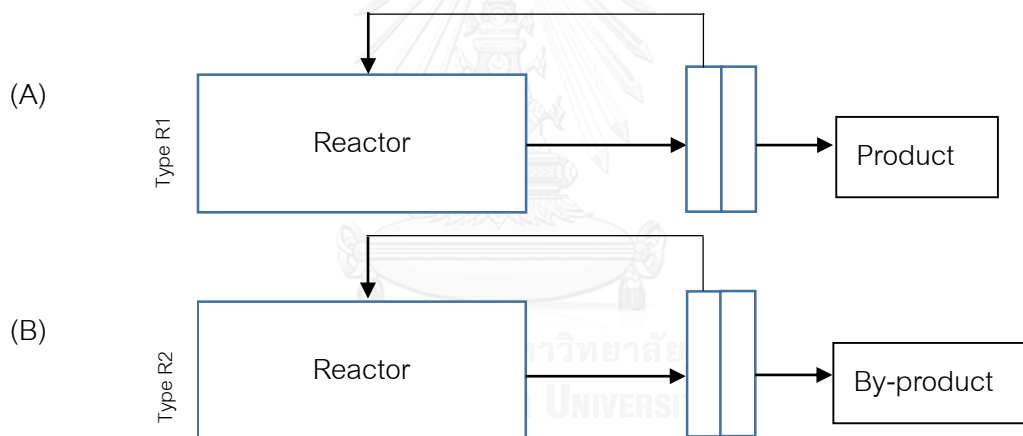 (A)
Type R1
Reactor
Product
(B)
Type R2
Reactor
By-product